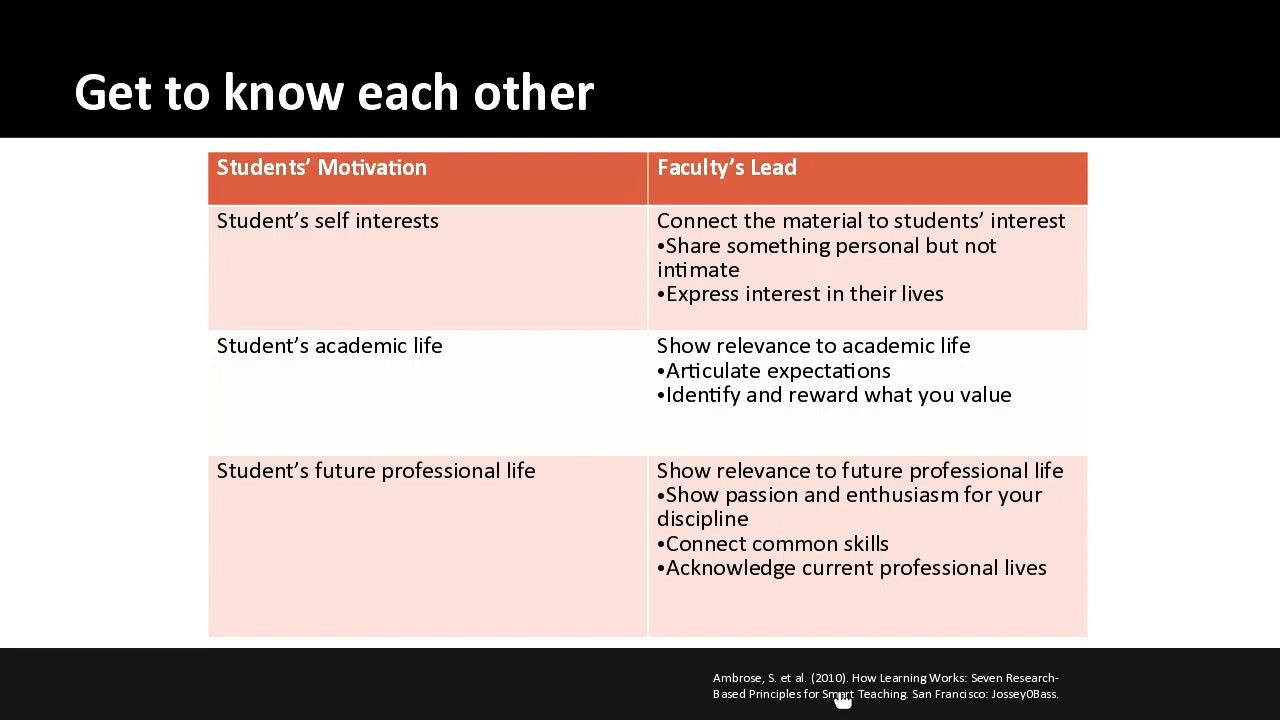 Get to know each other
Students’ Motivation
Faculty’s Lead
Student’s self interests
Connect the material to students’ interest
•Share something personal but not
intimate
•Express interest in their lives
Student’s academic life
Show relevance to academic life
•Articulate expectations
•Identify and reward what you value
Student’s future professional life
Show relevance to future professional life
•Show passion and enthusiasm for your
discipline
•Connect common skills
•Acknowledge current professional lives
Ambrose, S. et al. (2010). How Learning Works: Seven Research-
Based Principles for Smart Teaching. San Francisco: Jossey0Bass.